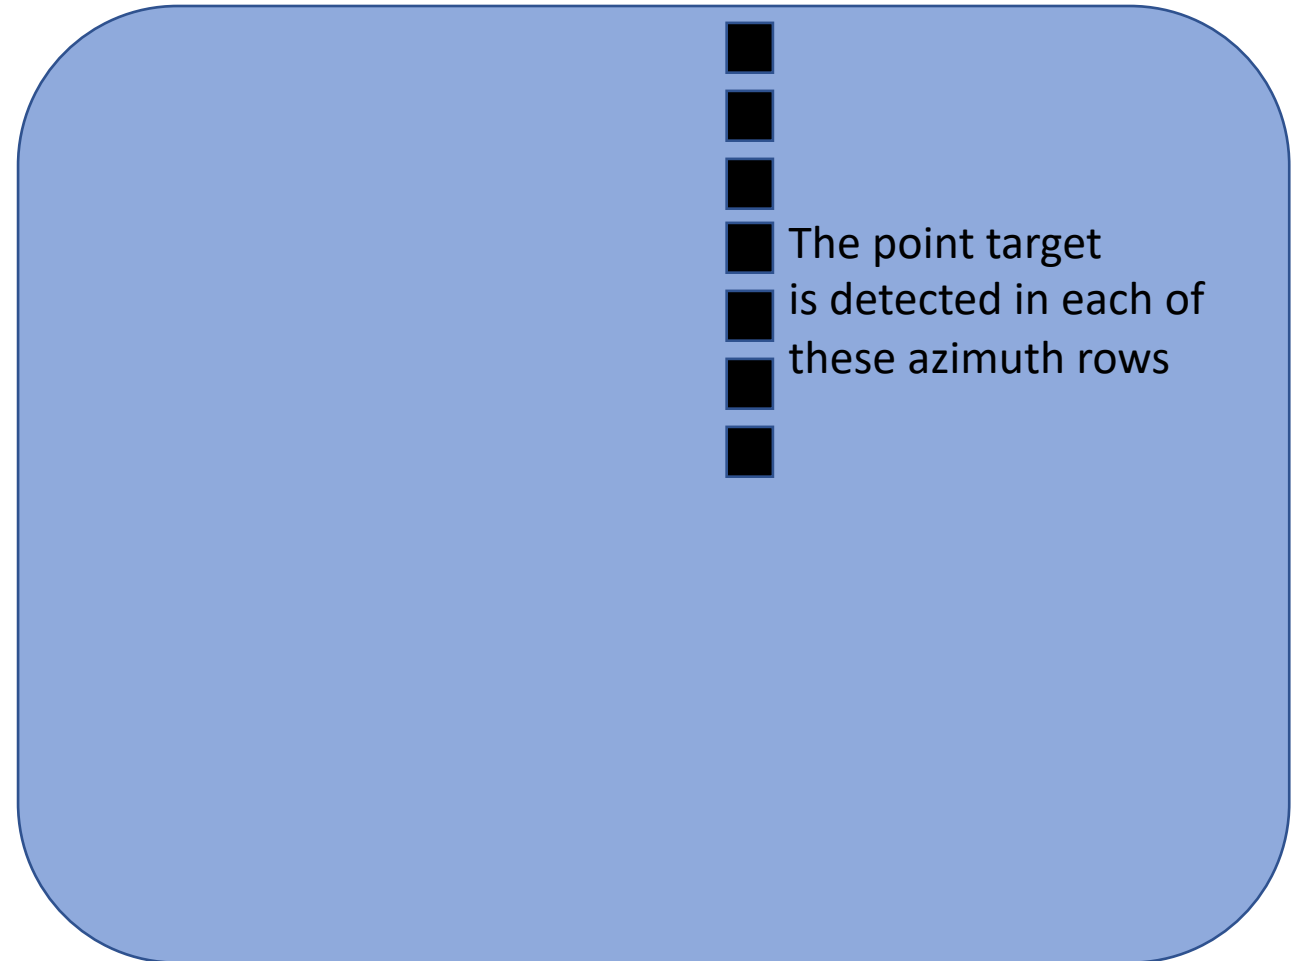 The point target
is detected in each of
these azimuth rows